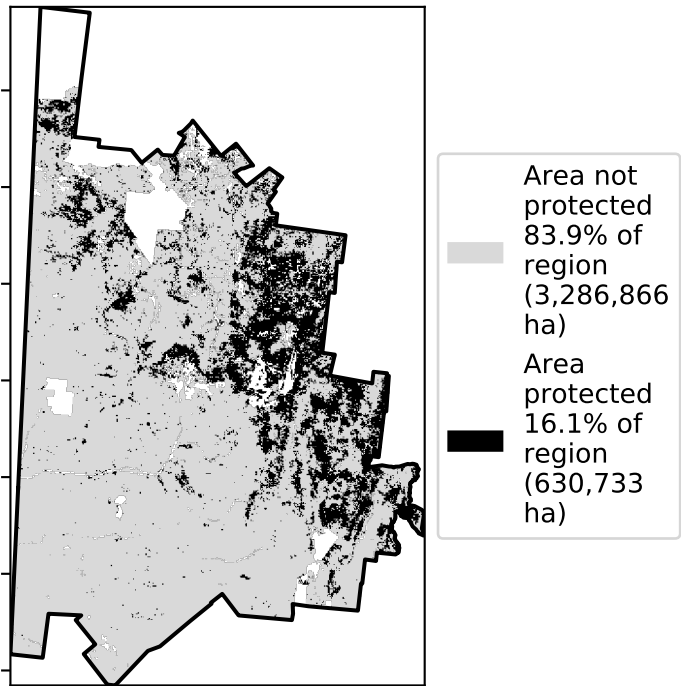 Area not
protected
83.9% of
region
(3,286,866
ha)
Area
protected
16.1% of
region
(630,733
ha)